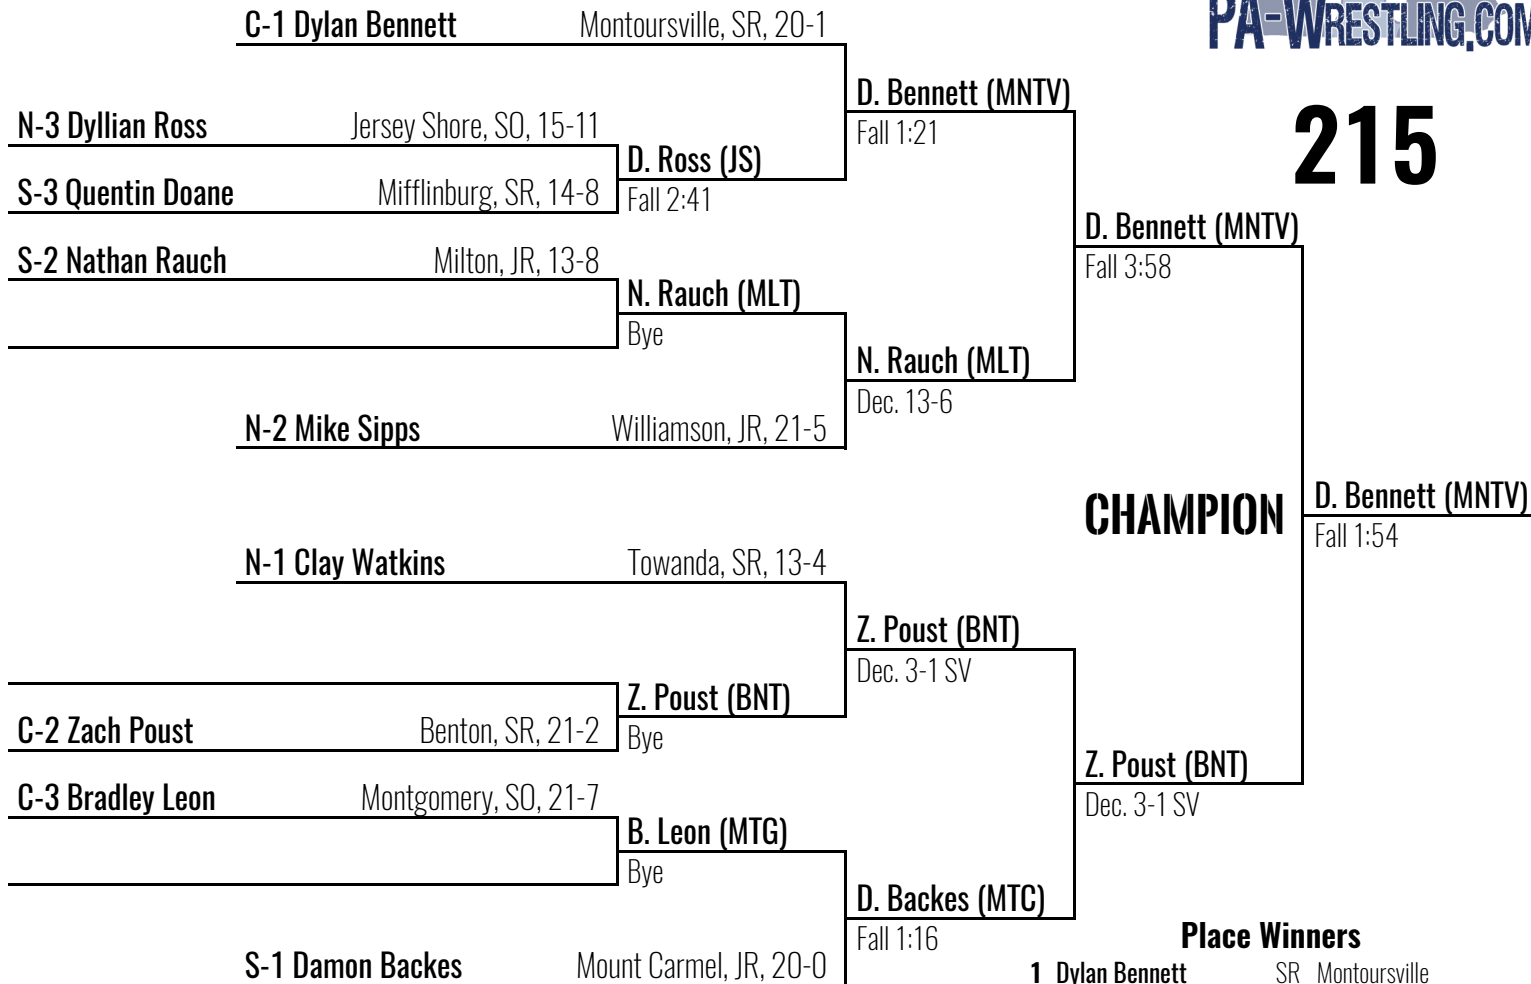 PA-WRESTLING.COM
215
C-1 Dylan Bennett Montoursville, SR, 20-1
D. Bennett (MNTV)
Fall 1:21
N-3 Dyllian Ross Jersey Shore, SO, 15-11
D. Ross (JS)
Fall 2:41
S-3 Quentin Doane Mifflinburg, SR, 14-8
D. Bennett (MNTV)
Fall 3:58
S-2 Nathan Rauch Milton, JR, 13-8
N. Rauch (MLT)
Bye
N. Rauch (MLT)
Dec. 13-6
N-2 Mike Sipps Williamson, JR, 21-5
CHAMPION
D. Bennett (MNTV)
Fall 1:54
N-1 Clay Watkins Towanda, SR, 13-4
Z. Poust (BNT)
Dec. 3-1 SV
Z. Poust (BNT)
Bye
C-2 Zach Poust Benton, SR, 21-2
Z. Poust (BNT)
Dec. 3-1 SV
C-3 Bradley Leon Montgomery, SO, 21-7
B. Leon (MTG)
Bye
D. Backes (MTC)
Fall 1:16
S-1 Damon Backes Mount Carmel, JR, 20-0
Place Winners
1 Dylan Bennett SR Montoursville